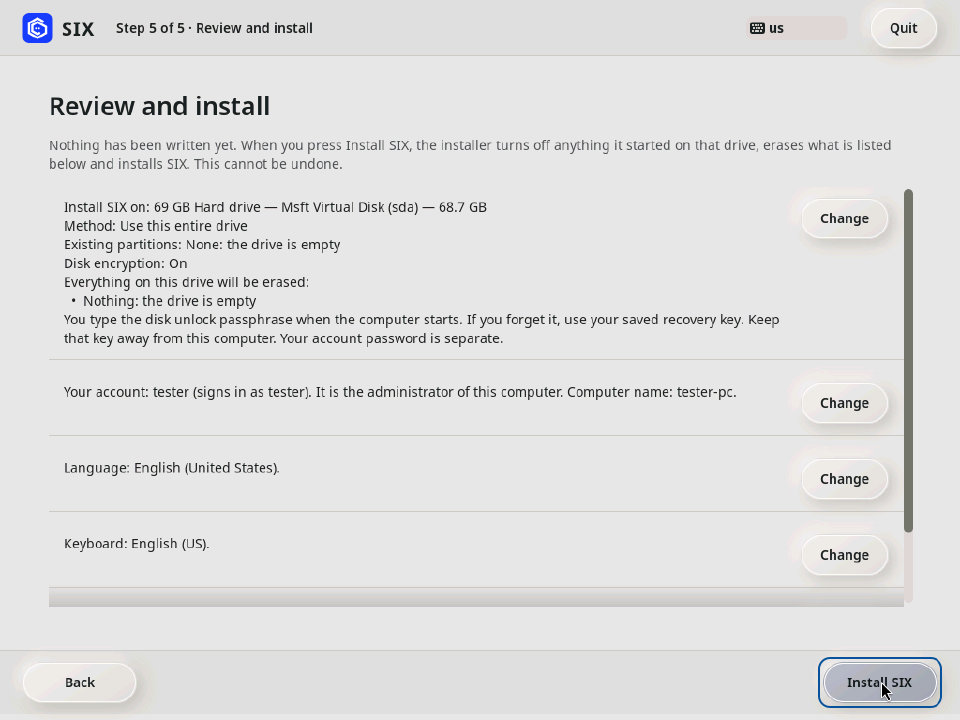 SIX
Step 5 of 5 · Review and install
us
Quit
Review and install
Nothing has been written yet. When you press Install SIX, the installer turns off anything it started on that drive, erases what is listed
below and installs SIX. This cannot be undone.
Install SIX on: 69 GB Hard drive — Msft Virtual Disk (sda) — 68.7 GB
Change
Method: Use this entire drive
Existing partitions: None: the drive is empty
Disk encryption: On
Everything on this drive will be erased:
• Nothing: the drive is empty
You type the disk unlock passphrase when the computer starts. If you forget it, use your saved recovery key. Keep
that key away from this computer. Your account password is separate.
Your account: tester (signs in as tester). It is the administrator of this computer. Computer name: tester-pc.
Change
Language: English (United States).
Change
Keyboard: English (US).
Change
Back
Install SIX